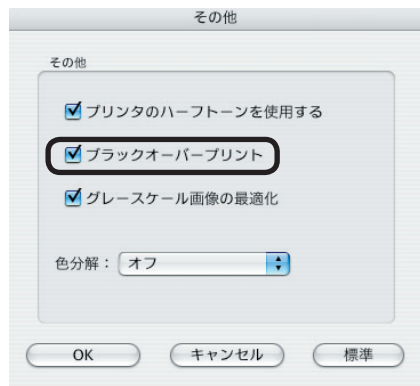 その他
その他
プリンタのハーフトーンを使用する
ブラックオーバープリント
グレースケール画像の最適化
色分解： オフ
OK キャンセル 標準